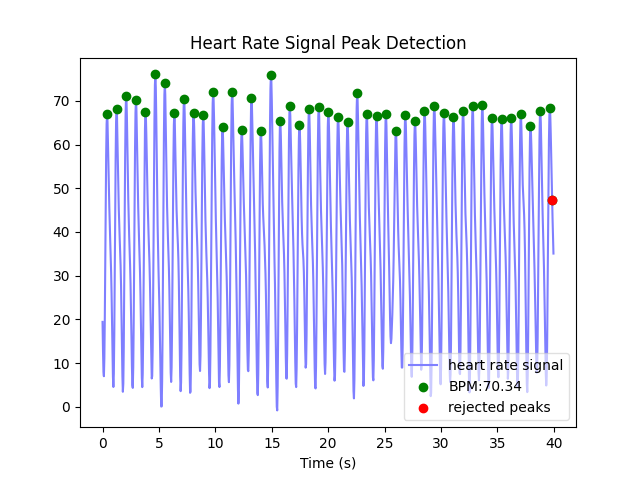 Heart Rate Signal Peak Detection
70
60
50
40
30
20
10
0
heart rate signal
BPM:70.34
rejected peaks
0 5 10 15 20 25 30 35 40
Time (s)